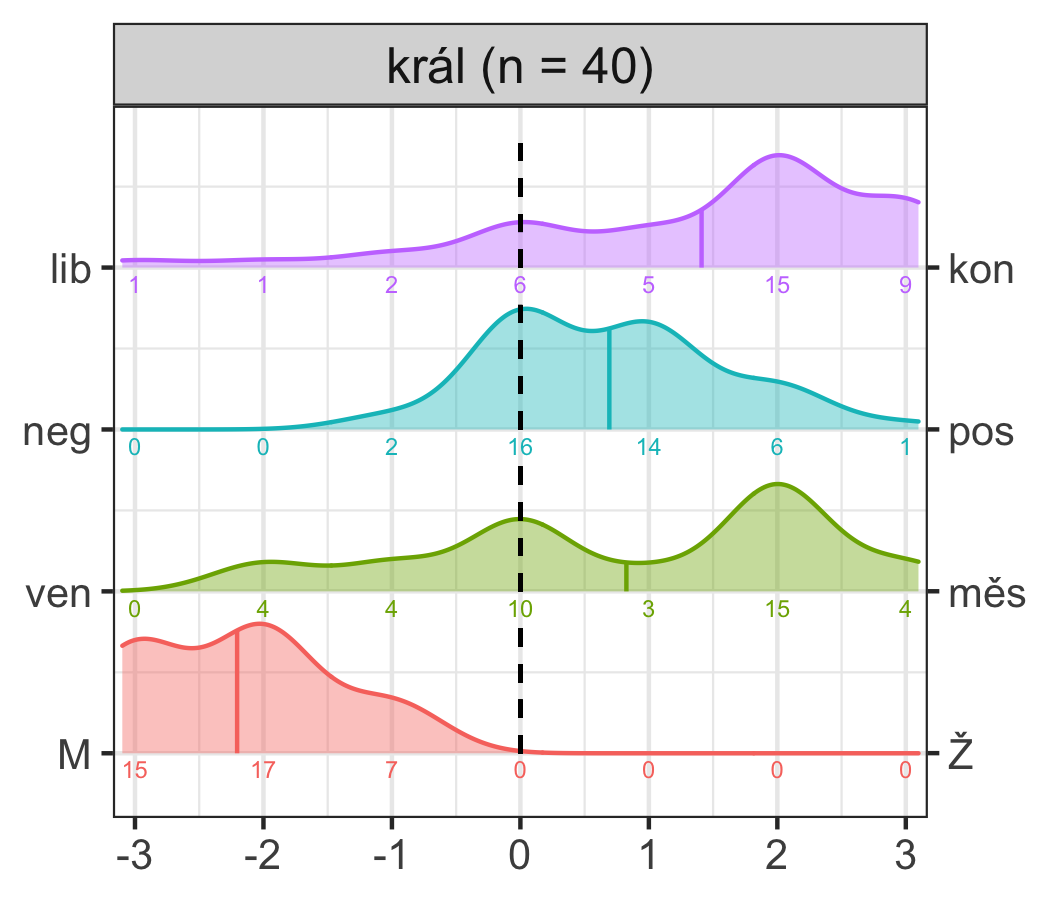 král (n = 40)
lib kon
1 1 2 6 5 15 9
neg pos
0 0 2 16 14 6 1
ven měs
0 4 4 10 3 15 4
M Ž
15 17 7 0 0 0 0
-3 -2 -1 0 1 2 3